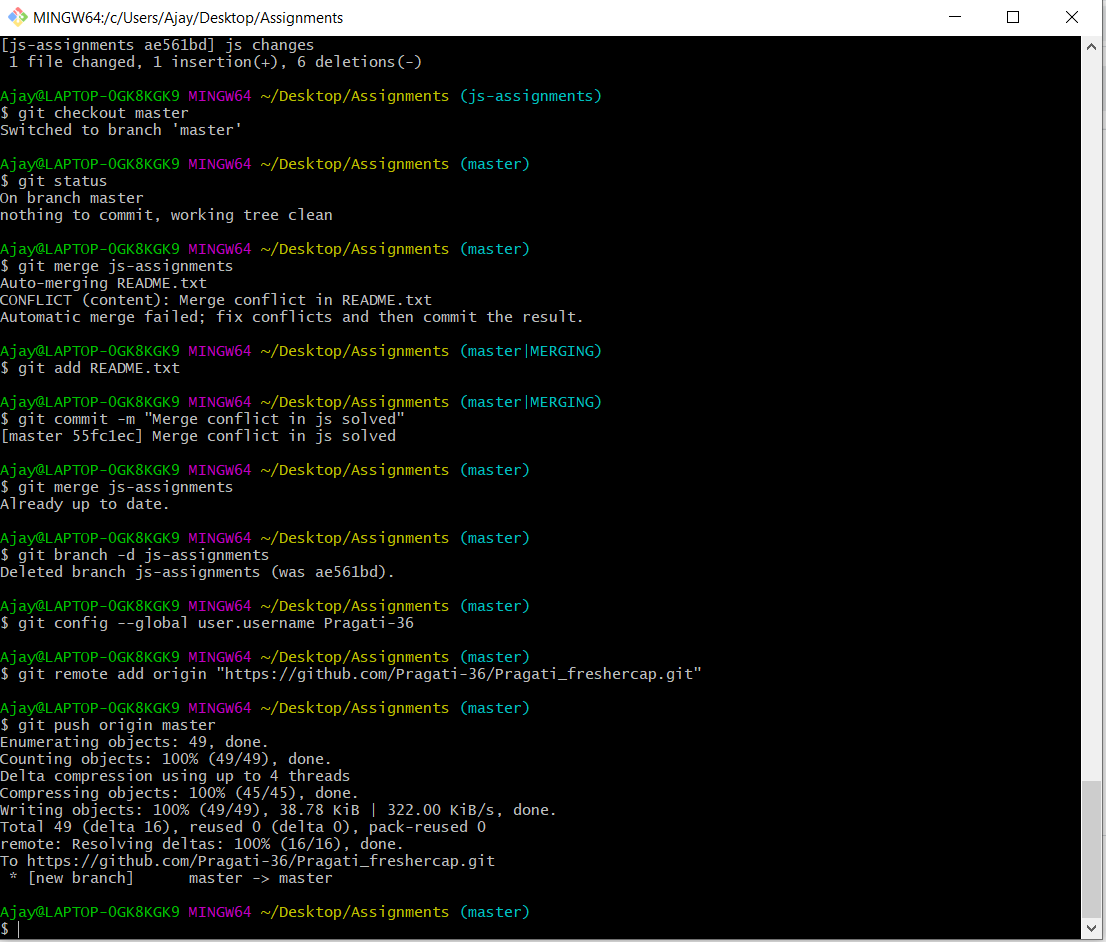 MINGW64:/c/Users/Ajay/Desktop/Assignments
[js-assignments ae561bd] js changes
 1 file changed, 1 insertion(+), 6 deletions(-)
Ajay@LAPTOP-OGK8KGK9 MINGW64 ~/Desktop/Assignments (js-assignments)
$ git checkout master
Switched to branch 'master'
Ajay@LAPTOP-OGK8KGK9 MINGW64 ~/Desktop/Assignments (master)
$ git status
On branch master
nothing to commit, working tree clean
Ajay@LAPTOP-OGK8KGK9 MINGW64 ~/Desktop/Assignments (master)
$ git merge js-assignments
Auto-merging README.txt
CONFLICT (content): Merge conflict in README.txt
Automatic merge failed; fix conflicts and then commit the result.
Ajay@LAPTOP-OGK8KGK9 MINGW64 ~/Desktop/Assignments (master|MERGING)
$ git add README.txt
Ajay@LAPTOP-OGK8KGK9 MINGW64 ~/Desktop/Assignments (master|MERGING)
$ git commit -m "Merge conflict in js solved"
[master 55fc1ec] Merge conflict in js solved
Ajay@LAPTOP-OGK8KGK9 MINGW64 ~/Desktop/Assignments (master)
$ git merge js-assignments
Already up to date.
Ajay@LAPTOP-OGK8KGK9 MINGW64 ~/Desktop/Assignments (master)
$ git branch -d js-assignments
Deleted branch js-assignments (was ae561bd).
Ajay@LAPTOP-OGK8KGK9 MINGW64 ~/Desktop/Assignments (master)
$ git config --global user.username Pragati-36
Ajay@LAPTOP-OGK8KGK9 MINGW64 ~/Desktop/Assignments (master)
$ git remote add origin "https://github.com/Pragati-36/Pragati_freshercap.git"
Ajay@LAPTOP-OGK8KGK9 MINGW64 ~/Desktop/Assignments (master)
$ git push origin master
Enumerating objects: 49, done.
Counting objects: 100% (49/49), done.
Delta compression using up to 4 threads
Compressing objects: 100% (45/45), done.
Writing objects: 100% (49/49), 38.78 KiB | 322.00 KiB/s, done.
Total 49 (delta 16), reused 0 (delta 0), pack-reused 0
remote: Resolving deltas: 100% (16/16), done.
To https://github.com/Pragati-36/Pragati_freshercap.git
 * [new branch]      master -> master
Ajay@LAPTOP-OGK8KGK9 MINGW64 ~/Desktop/Assignments (master)
$